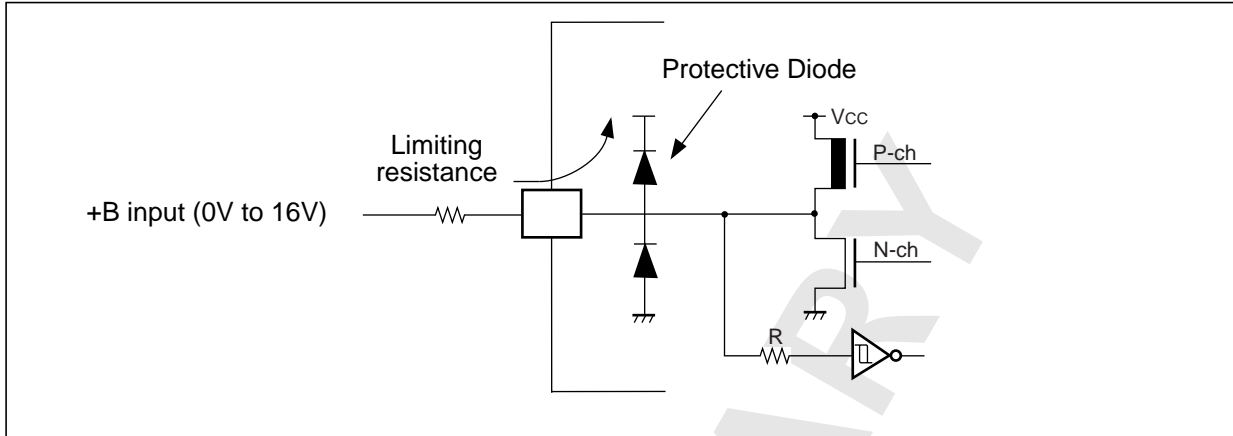 Protective Diode
VCC
Limiting
resistance
P-ch
+B input (0V to 16V)
N-ch
R